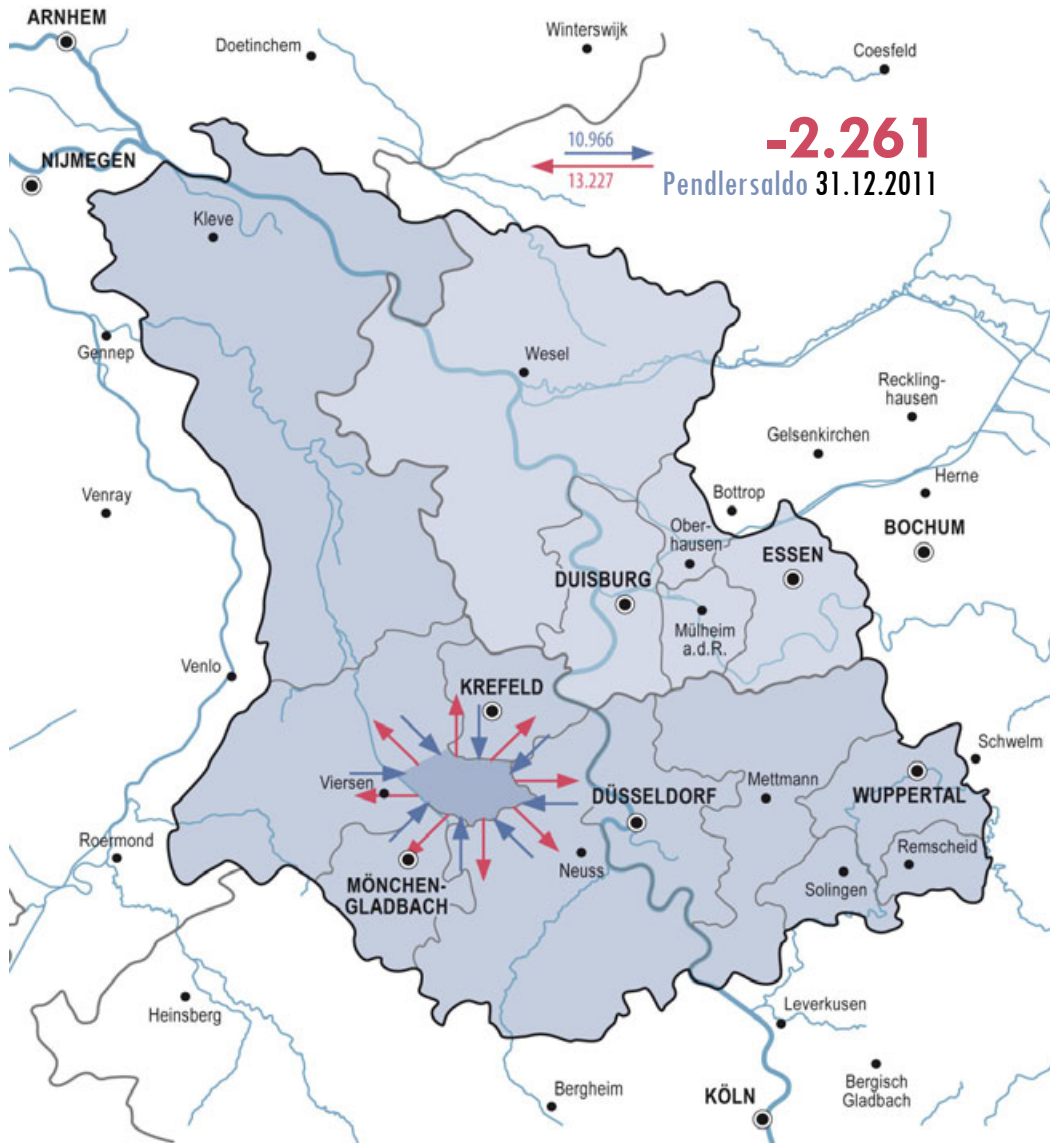 ARNHEM
Doetinchem
Winterswijk
Coesfeld
10.966
13.227
-2.261
Pendlersaldo 31.12.2011
NIJMEGEN
Kleve
Gennep
Wesel
Reckling-
hausen
Gelsenkirchen
Herne
Venray
Bottrop
BOCHUM
Ober-
hausen
ESSEN
DUISBURG
Mülheim
a.d.R.
Venlo
KREFELD
Schwelm
Viersen
Mettmann
DÜSSELDORF
WUPPERTAL
Roermond
Remscheid
Neuss
Solingen
MÖNCHEN-
GLADBACH
Heinsberg
Leverkusen
Bergheim
KÖLN
Bergisch
Gladbach